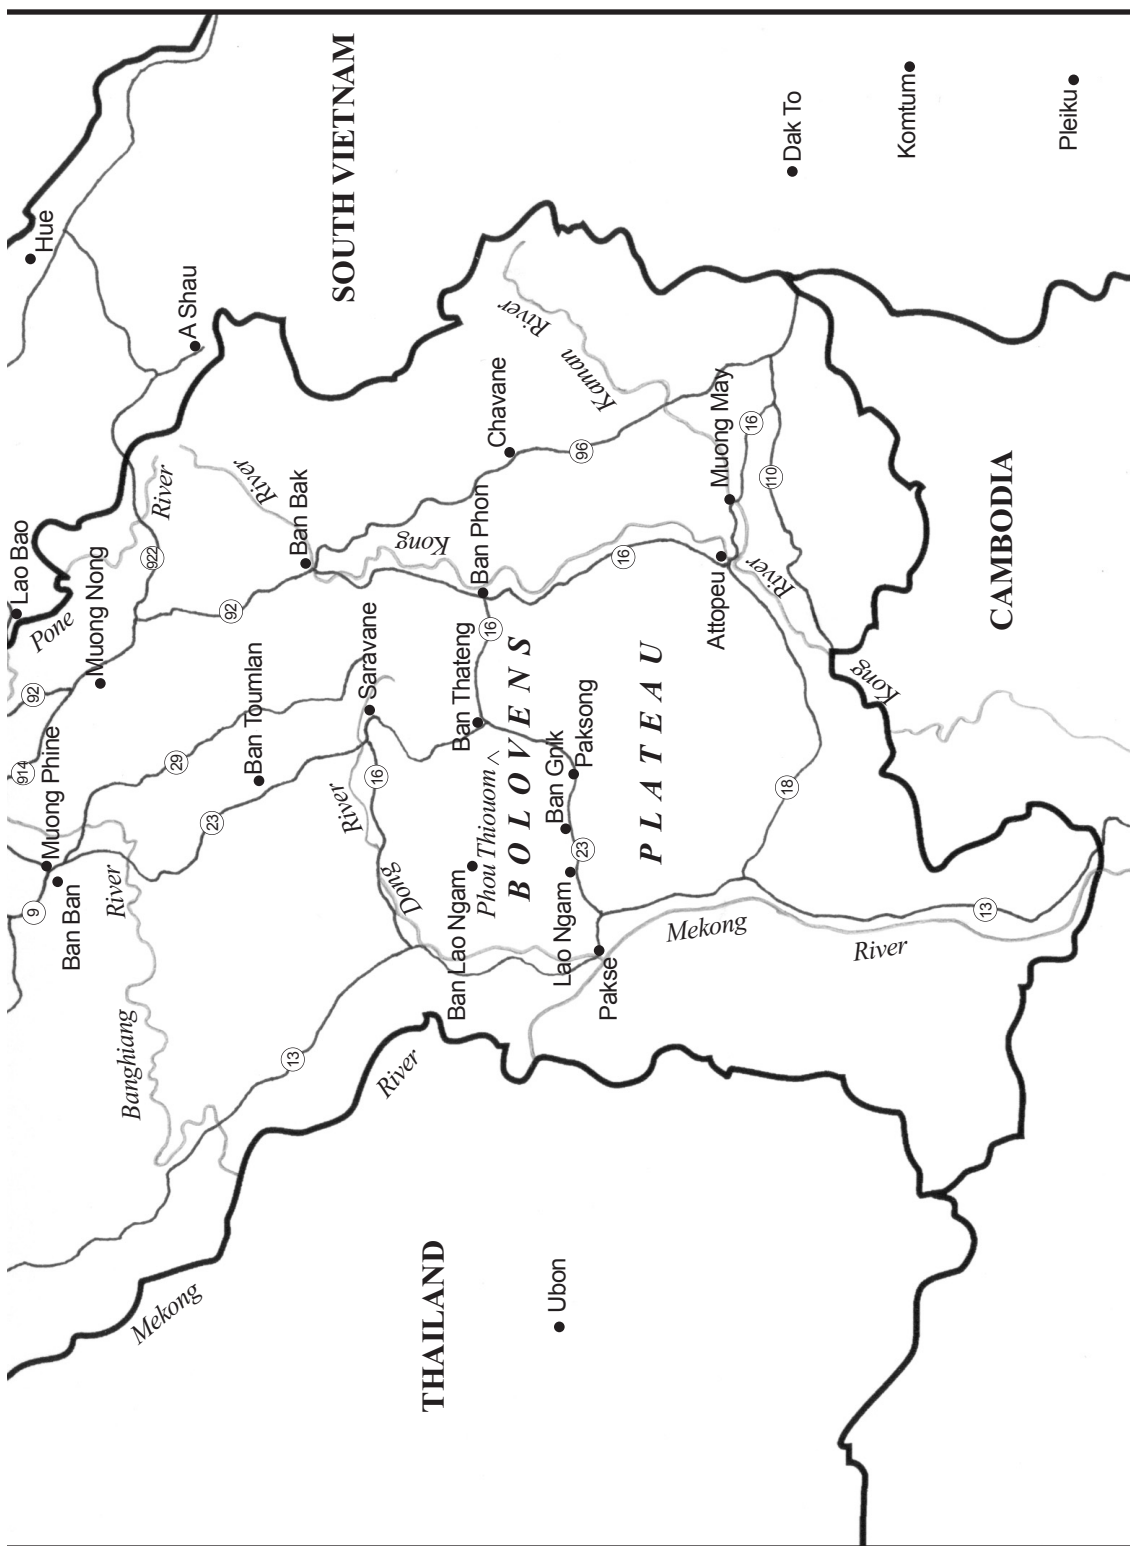 Hue
SOUTH VIETNAM
Dak To
Komtum
Pleiku
A Shau
Lao Bao
Pone
River
922
Muong Nong
92
92
914
Muong Phine
9
Ban Ban
29
23
Ban Toumlan
River
Banghiang
River
Ban Bak
Kong
Chavane
96
Kaman
River
Ban Phon
16
16
Saravane
Ban Thateng
16
River
Dong
Phou Thiouom ^
BOLOVENS
PLATEAU
Paksong
Ban Gnik
23
Lao Ngam
Ban Lao Ngam
Pakse
Muong May
16
110
Attopeu
River
Kong
18
CAMBODIA
Mekong
River
13
13
River
Mekong
THAILAND
Ubon